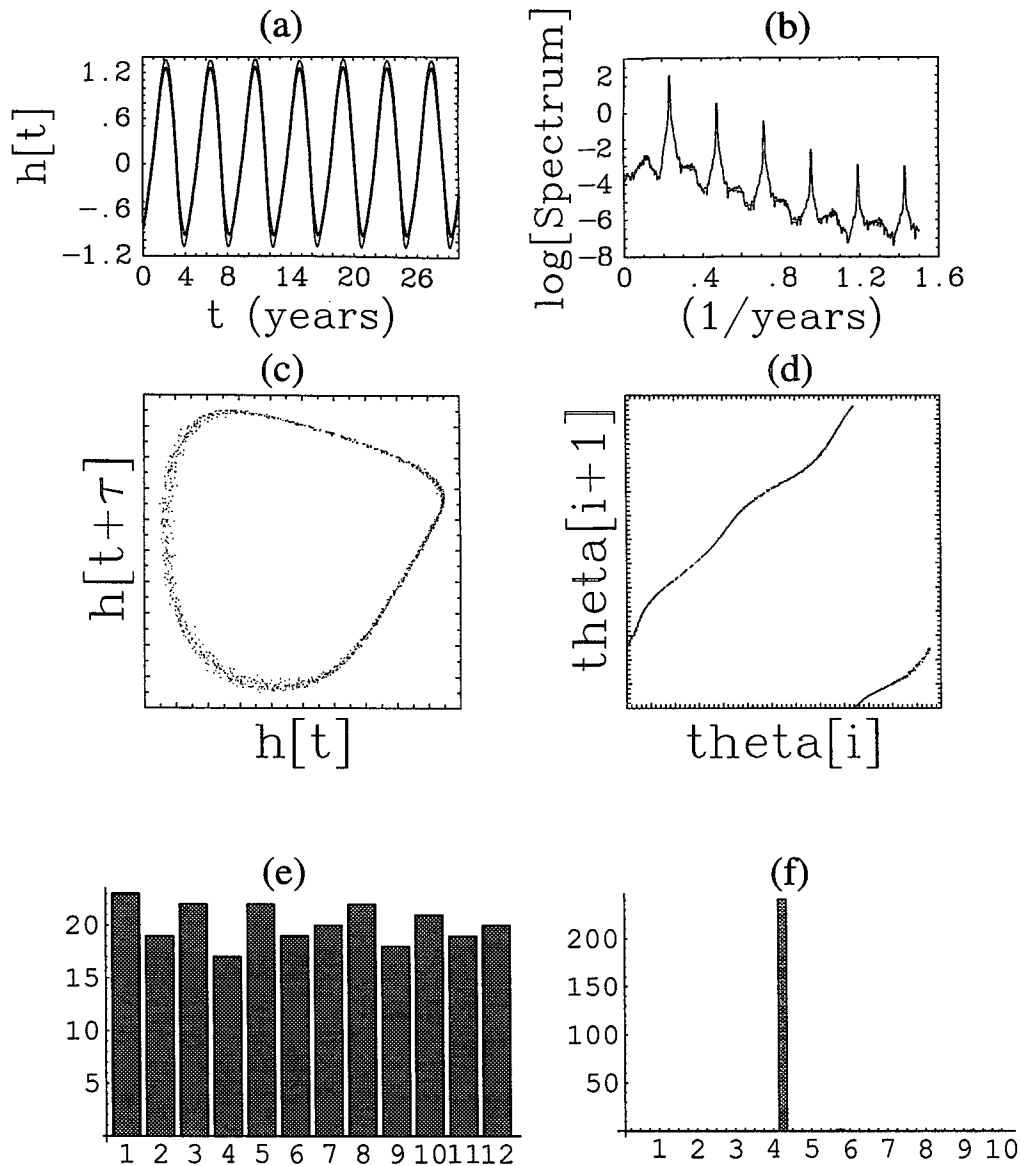 (a)
h[t]
1.2
.6
0
-.6
-1.2
0 4 8 14 20 26
t (years)
(b)
log[Spectrum]
2
0
-2
-4
-6
-8
0 .4 .8 1.2 1.6
(1/years)
(c)
h[t+τ]
h[t]
(d)
theta[i+1]
theta[i]
(e)
20
15
10
5
1 2 3 4 5 6 7 8 9 10 11 12
(f)
200
150
100
50
1 2 3 4 5 6 7 8 9 10